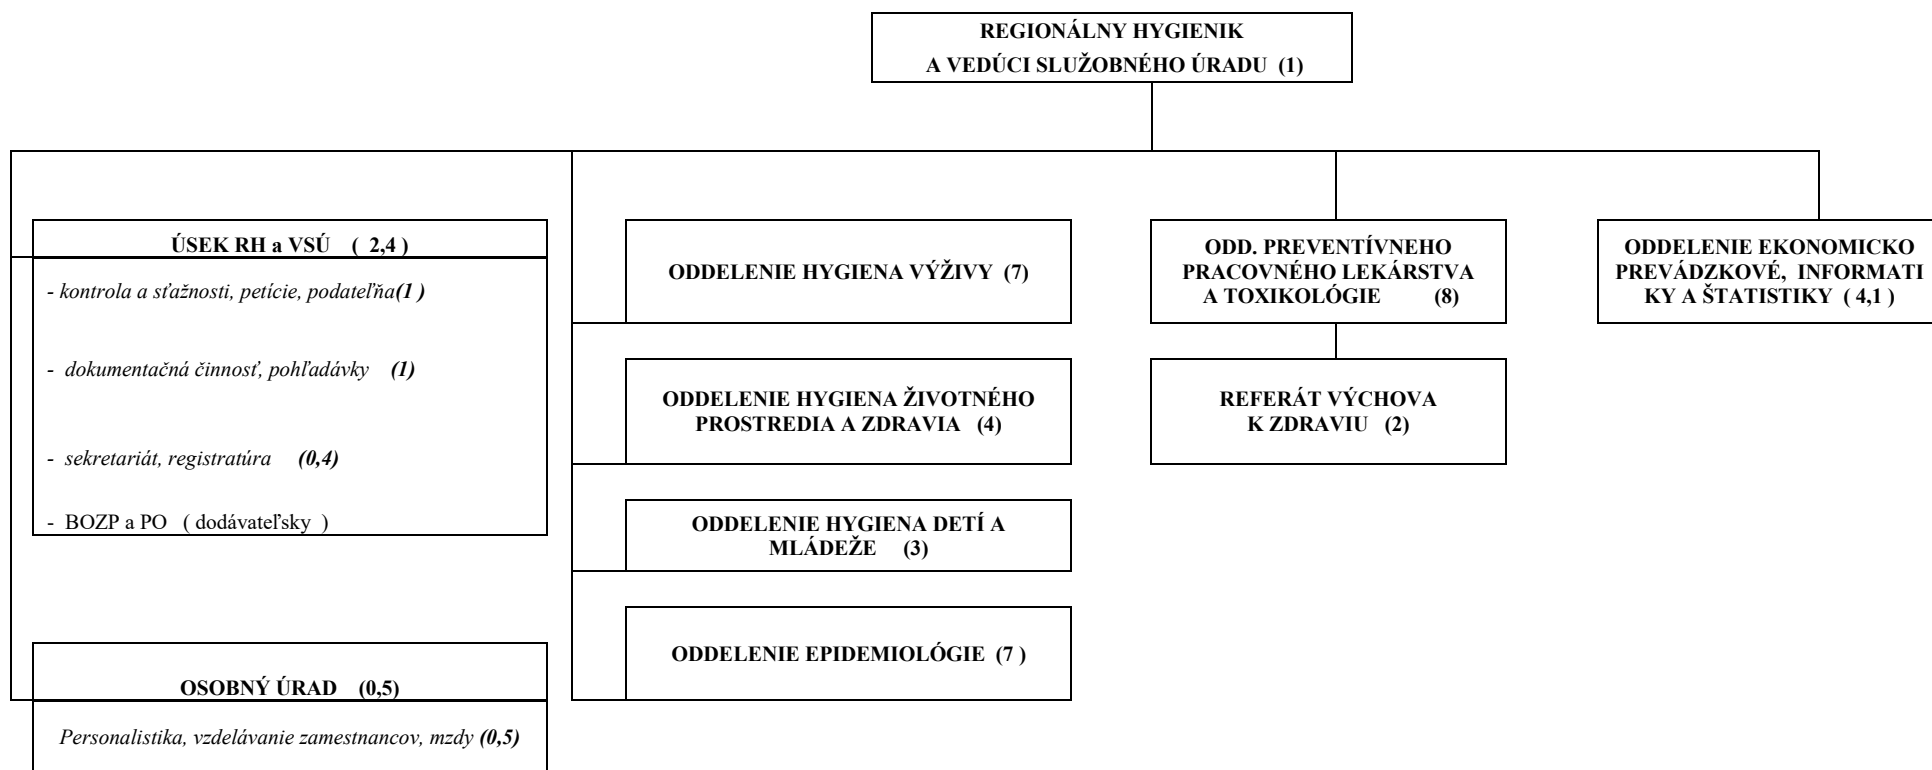 REGIONÁLNY HYGIENIK
A VEDÚCI SLUŽOBNÉHO ÚRADU (1)
ÚSEK RH a VSÚ ( 2,4 )
- kontrola a sťažnosti, petície, podateľňa(1 )
- dokumentačná činnosť, pohľadávky (1)
- sekretariát, registratúra (0,4)
- BOZP a PO ( dodávateľsky )
OSOBNÝ ÚRAD (0,5)
Personalistika, vzdelávanie zamestnancov, mzdy (0,5)
ODDELENIE HYGIENA VÝŽIVY (7)
ODDELENIE HYGIENA ŽIVOTNÉHO
PROSTREDIA A ZDRAVIA (4)
ODDELENIE HYGIENA DETÍ A
MLÁDEŽE (3)
ODDELENIE EPIDEMIOLÓGIE (7 )
ODD. PREVENTÍVNEHO
PRACOVNÉHO LEKÁRSTVA
A TOXIKOLÓGIE (8)
REFERÁT VÝCHOVA
K ZDRAVIU (2)
ODDELENIE EKONOMICKO
PREVÁDZKOVÉ, INFORMATI
KY A ŠTATISTIKY ( 4,1 )